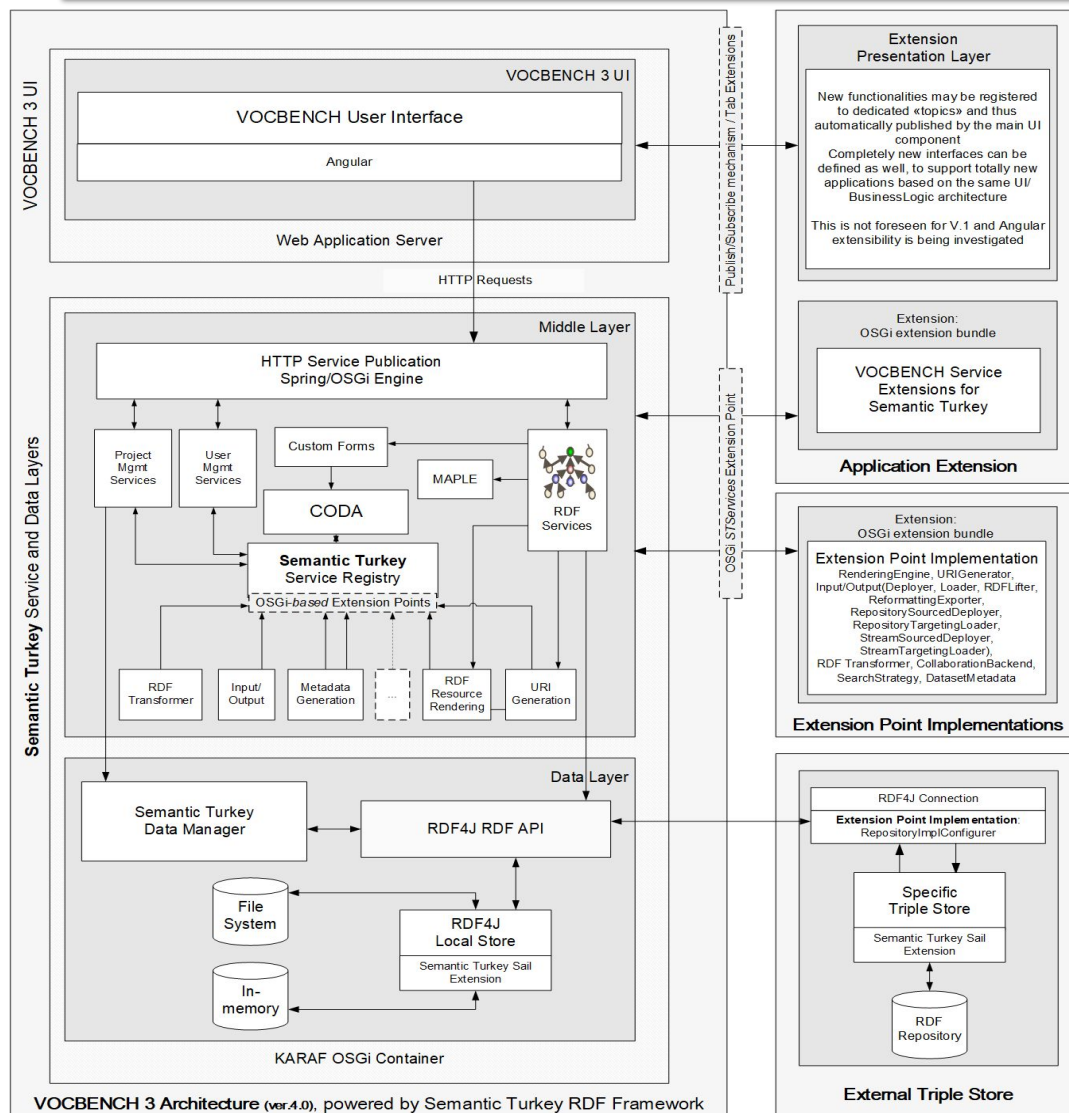 VOCBENCH 3 UI
VOCBENCH 3 UI
VOCBENCH User Interface
Angular
Web Application Server
HTTP Requests
Publish/Subscribe mechanism / Tab Extensions
Extension
Presentation Layer
New functionalities may be registered
to dedicated «topics» and thus
automatically published by the main UI
component
Completely new interfaces can be
defined as well, to support totally new
applications based on the same UI/
BusinessLogic architecture
This is not foreseen for V.1 and Angular
extensibility is being investigated
Extension:
OSGi extension bundle
VOCBENCH Service
Extensions for
Semantic Turkey
Application Extension
Semantic Turkey Service and Data Layers
Middle Layer
HTTP Service Publication
Spring/OSGi Engine
Project
Mgmt
Services
User
Mgmt
Services
Custom Forms
MAPLE
RDF
Services
CODA
Semantic Turkey
Service Registry
OSGi-based Extension Points
RDF
Transformer
Input/
Output
Metadata
Generation
...
RDF
Resource
Rendering
URI
Generation
OSGi STServices Extension Point
Extension:
OSGi extension bundle
Extension Point Implementation
RenderingEngine, URIGenerator,
Input/Output(Deployer, Loader, RDFLifter,
ReformattingExporter,
RepositorySourcedDeployer,
RepositoryTargetingLoader,
StreamSourcedDeployer,
StreamTargetingLoader),
RDF Transformer, CollaborationBackend,
SearchStrategy, DatasetMetadata
Extension Point Implementations
Data Layer
Semantic Turkey
Data Manager
RDF4J RDF API
File
System
In-
memory
RDF4J
Local Store
Semantic Turkey Sail
Extension
KARAF OSGi Container
RDF4J Connection
Extension Point Implementation:
RepositoryImplConfigurer
Specific
Triple Store
Semantic Turkey Sail
Extension
RDF
Repository
External Triple Store
VOCBENCH 3 Architecture (ver.4.0), powered by Semantic Turkey RDF Framework